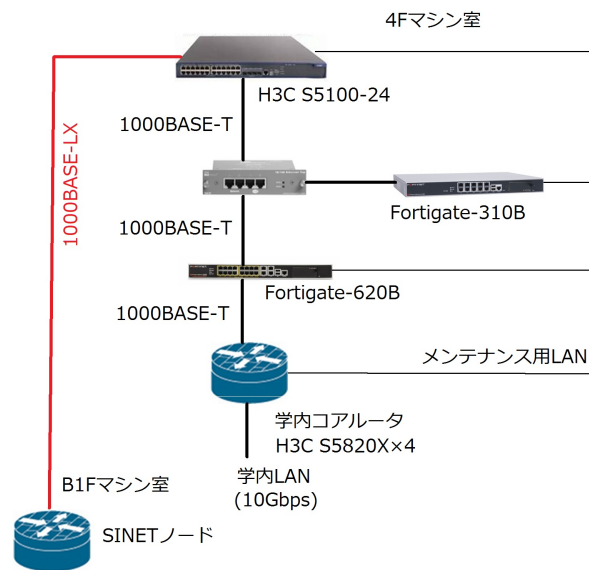 4Fマシン室
H3C S5100-24
1000BASE-T
1000BASE-LX
Fortigate-310B
1000BASE-T
Fortigate-620B
1000BASE-T
メンテナンス用LAN
学内コアルータ
H3C S5820X×4
学内LAN
(10Gbps)
B1Fマシン室
SINETノード